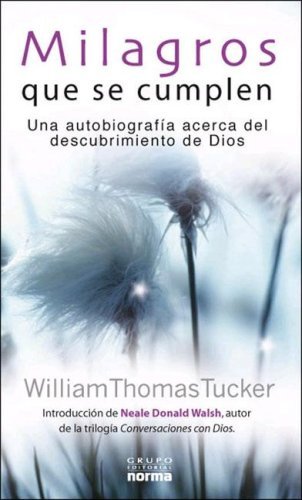 Milagros
que se cumplen
Una autobiografía acerca del
descubrimiento de Dios
WilliamThomasTucker
Introducción de Neale Donald Walsh, autor
de la trilogía Conversaciones con Dios.
GRUPO
EDITORIAL
norma